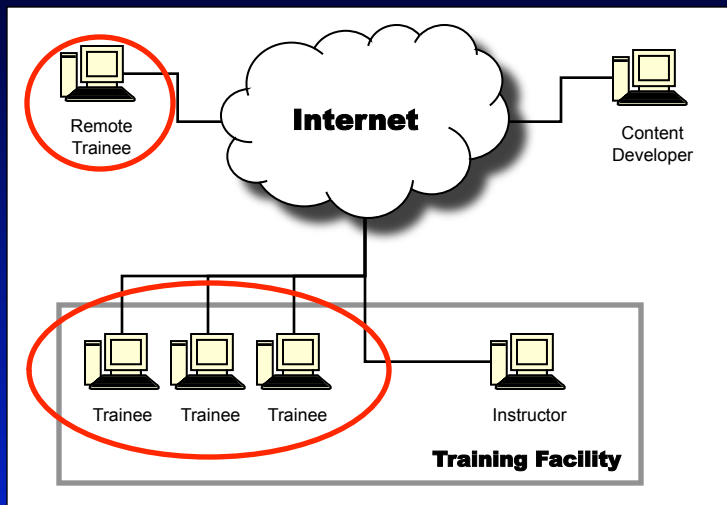 Internet
Remote
Trainee
Content
Developer
Trainee Trainee Trainee Instructor
Training Facility